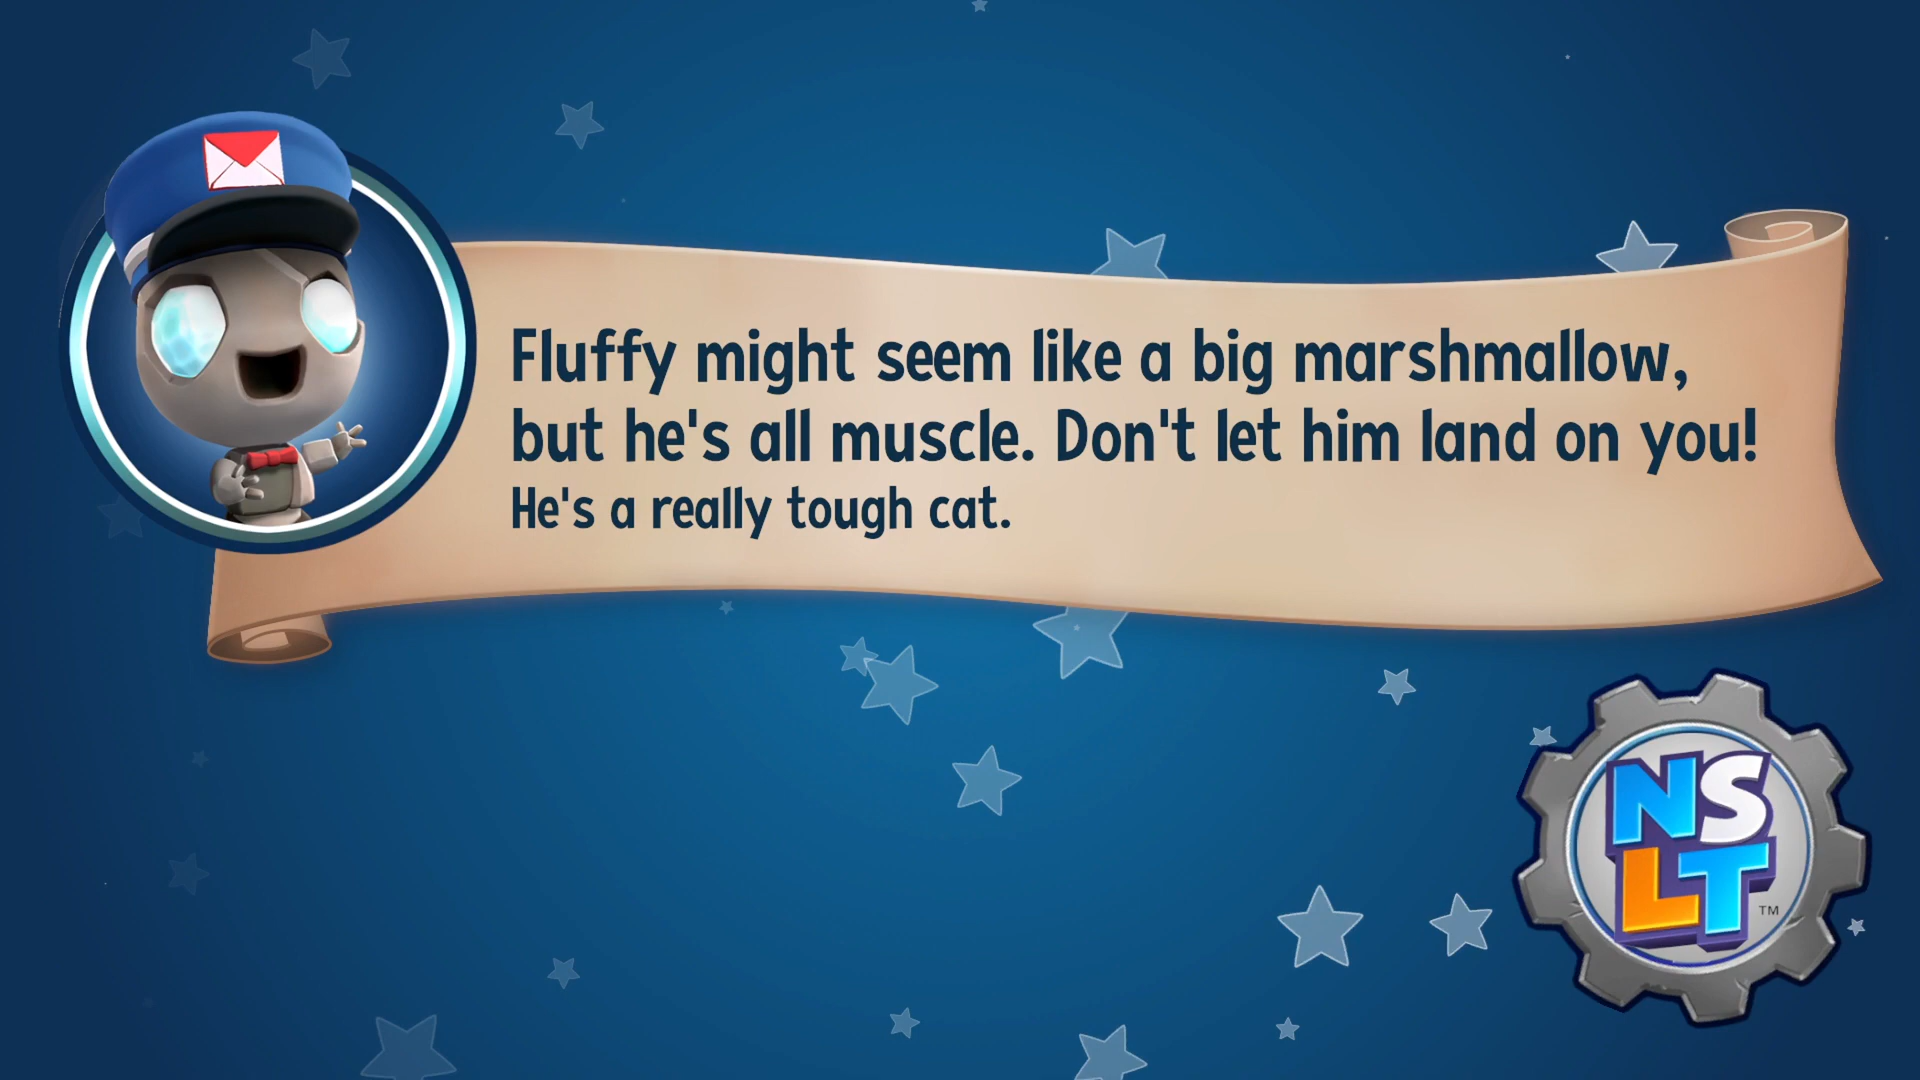 Fluffy might seem like a big marshmallow,
but he's all muscle. Don't let him land on you!
He's a really tough cat.
NS
LT
TM